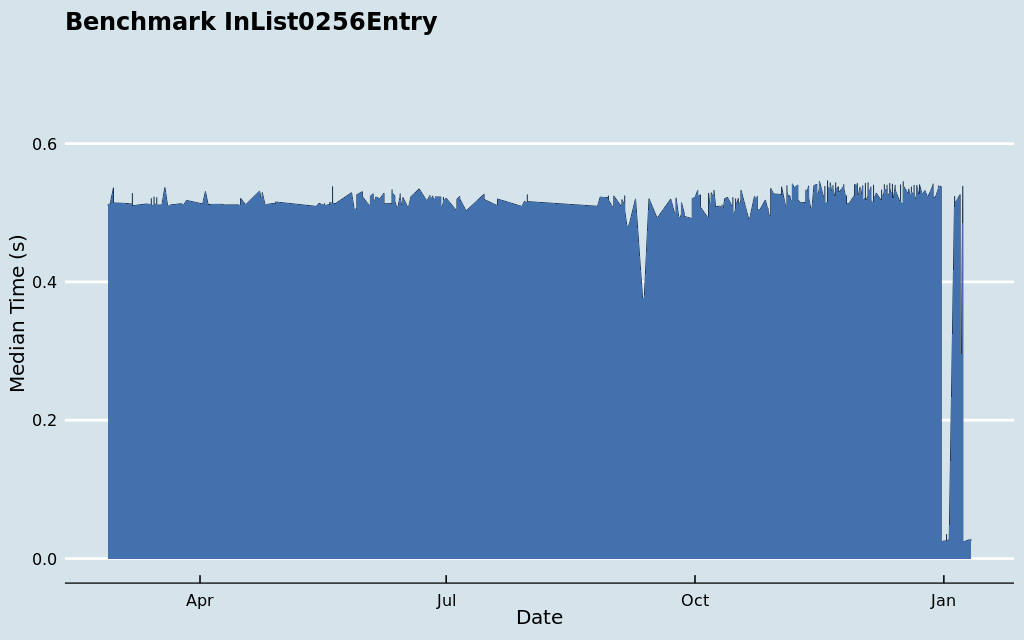 Benchmark InList0256Entry
0.6
0.4
0.2
0.0
Median Time (s)
Apr
Jul
Oct
Jan
Date